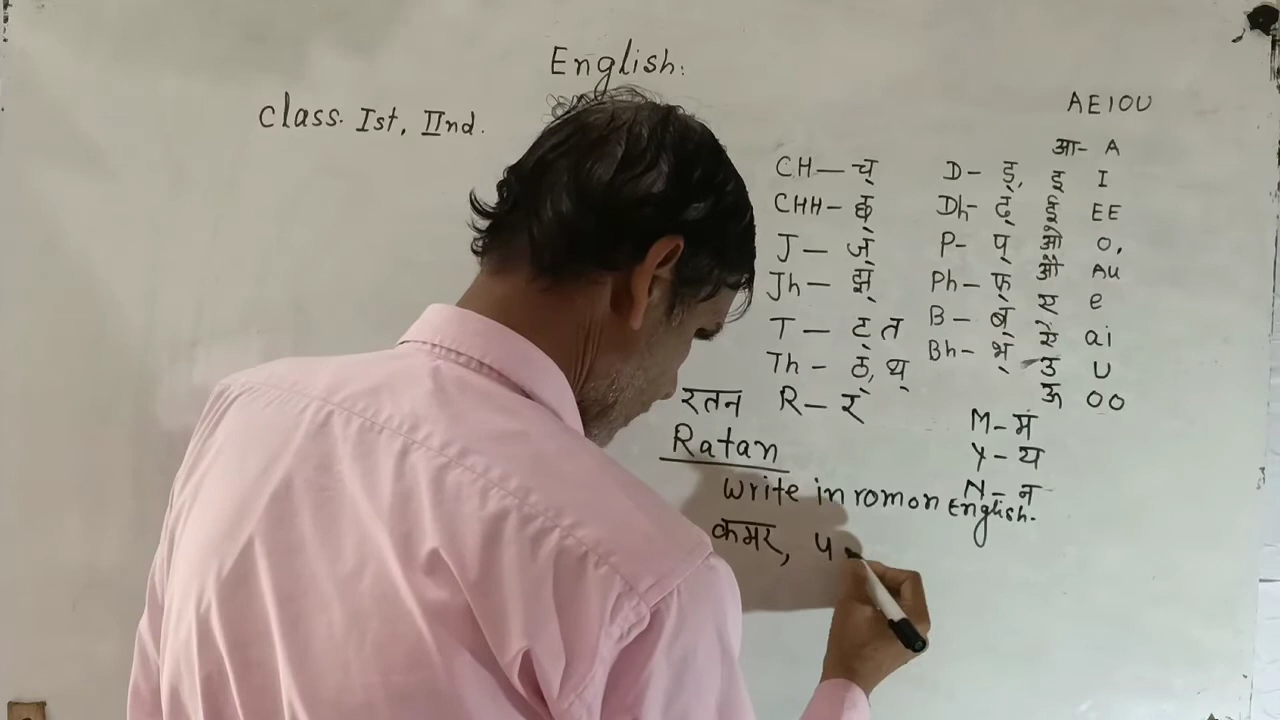 English.
Class. Ist, IInd.
AEIOU
आ- A
CH — च्
D- ड्
इ I
CHH- छ्
Dh- ढ्
ई EE
J — ज्
P- प्
ओ O,
Jh — झ्
Ph- फ्
औ Au
T — ट् त
B- ब्
ए e
Th - ठ्, थ्
Bh- भ्
ऐ ai
उ U
रतन
R- र्
ऊ OO
Ratan
M- म
Y- य
N- न
Write in romon English.
कमर, प